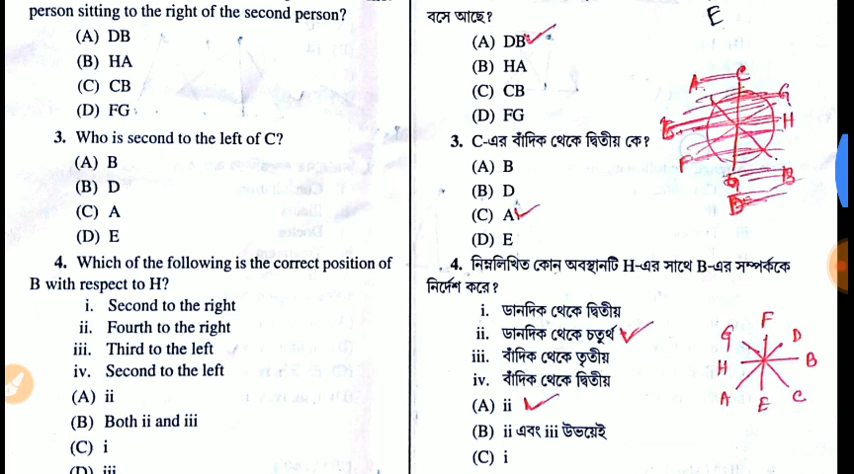 person sitting to the right of the second person?
(A) DB
(B) HA
(C) CB
(D) FG
3. Who is second to the left of C?
(A) B
(B) D
(C) A
(D) E
4. Which of the following is the correct position of
B with respect to H?
i. Second to the right
ii. Fourth to the right
iii. Third to the left
iv. Second to the left
(A) ii
(B) Both ii and iii
(C) i
(D) iii
বসে আছে?
(A) DB
(B) HA
(C) CB
(D) FG
3. C-এর বাঁদিক থেকে দ্বিতীয় কে?
(A) B
(B) D
(C) A
(D) E
4. নিম্নলিখিত কোন অবস্থানটি H-এর সাথে B-এর সম্পর্ককে
নির্দেশ করে?
i. ডানদিক থেকে দ্বিতীয়
ii. ডানদিক থেকে চতুর্থ
iii. বাঁদিক থেকে তৃতীয়
iv. বাঁদিক থেকে দ্বিতীয়
(A) ii
(B) ii এবং iii উভয়েই
(C) i
E
C
A
G
H
F
B
D
F
G D
H B
A E C